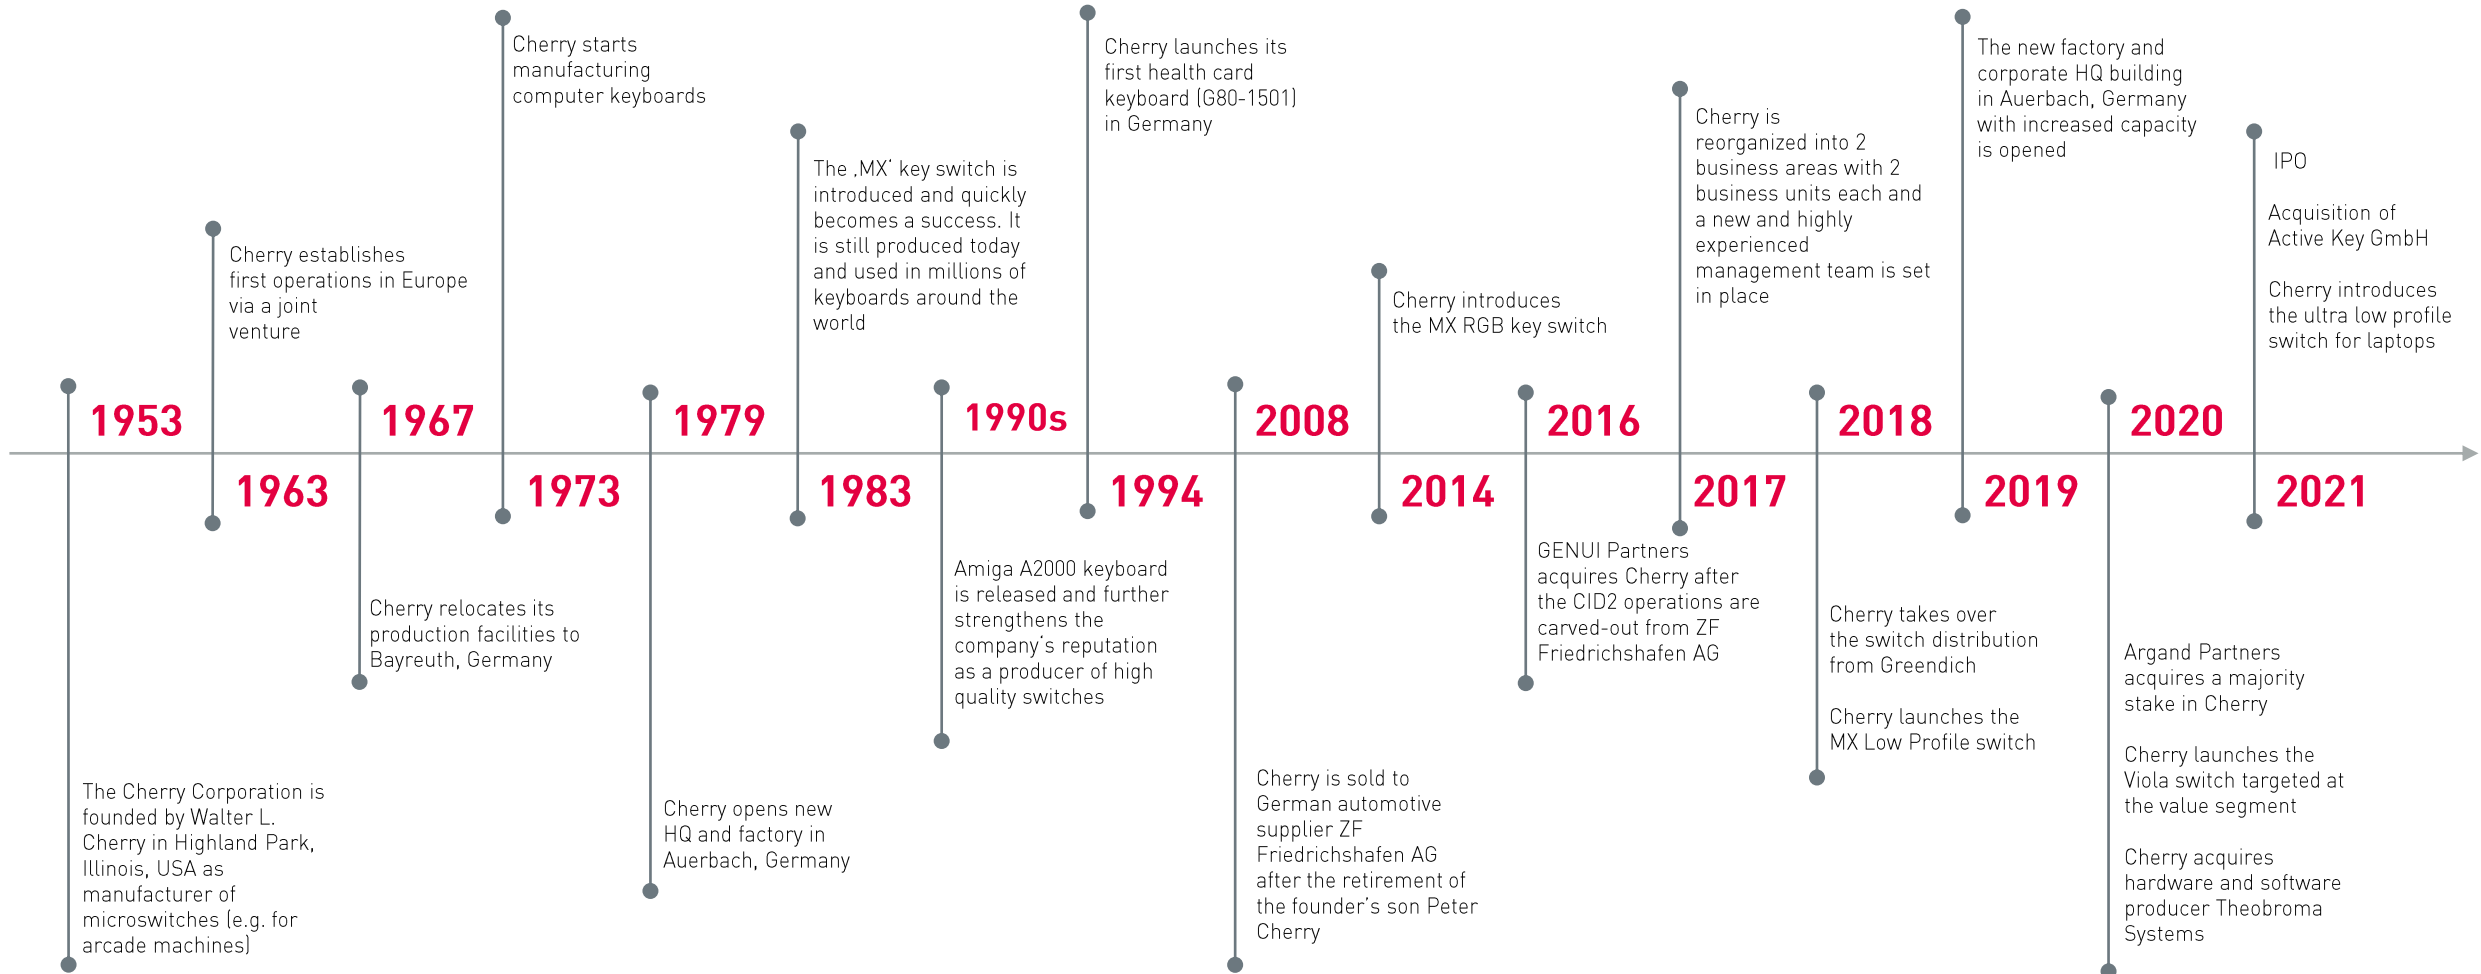 1953
The Cherry Corporation is
founded by Walter L.
Cherry in Highland Park,
Illinois, USA as
manufacturer of
microswitches (e.g. for
arcade machines)
Cherry establishes
first operations in Europe
via a joint
venture
1963
1967
Cherry relocates its
production facilities to
Bayreuth, Germany
Cherry starts
manufacturing
computer keyboards
1973
1979
Cherry opens new
HQ and factory in
Auerbach, Germany
The ‚MX‘ key switch is
introduced and quickly
becomes a success. It
is still produced today
and used in millions of
keyboards around the
world
1983
1990s
Amiga A2000 keyboard
is released and further
strengthens the
company‘s reputation
as a producer of high
quality switches
Cherry launches its
first health card
keyboard (G80-1501)
in Germany
1994
2008
Cherry is sold to
German automotive
supplier ZF
Friedrichshafen AG
after the retirement of
the founder’s son Peter
Cherry
Cherry introduces
the MX RGB key switch
2014
2016
GENUI Partners
acquires Cherry after
the CID2 operations are
carved-out from ZF
Friedrichshafen AG
Cherry is
reorganized into 2
business areas with 2
business units each and
a new and highly
experienced
management team is set
in place
2017
2018
Cherry takes over
the switch distribution
from Greendich
Cherry launches the
MX Low Profile switch
The new factory and
corporate HQ building
in Auerbach, Germany
with increased capacity
is opened
2019
2020
Argand Partners
acquires a majority
stake in Cherry
Cherry launches the
Viola switch targeted at
the value segment
Cherry acquires
hardware and software
producer Theobroma
Systems
IPO
Acquisition of
Active Key GmbH
Cherry introduces
the ultra low profile
switch for laptops
2021